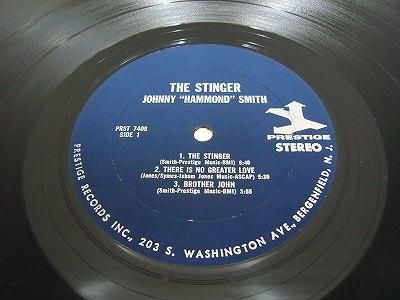 THE STINGER
JOHNNY "HAMMOND" SMITH
PRST 7408
SIDE 1
PRESTIGE
STEREO
1. THE STINGER
(Smith-Prestige Music-BMI) 6:40
2. THERE IS NO GREATER LOVE
(Jones/Symes-Isham Jones Music-ASCAP) 5:39
3. BROTHER JOHN
(Smith-Prestige Music-BMI) 3:55
PRESTIGE RECORDS INC., 203 S. WASHINGTON AVE., BERGENFIELD, N. J.